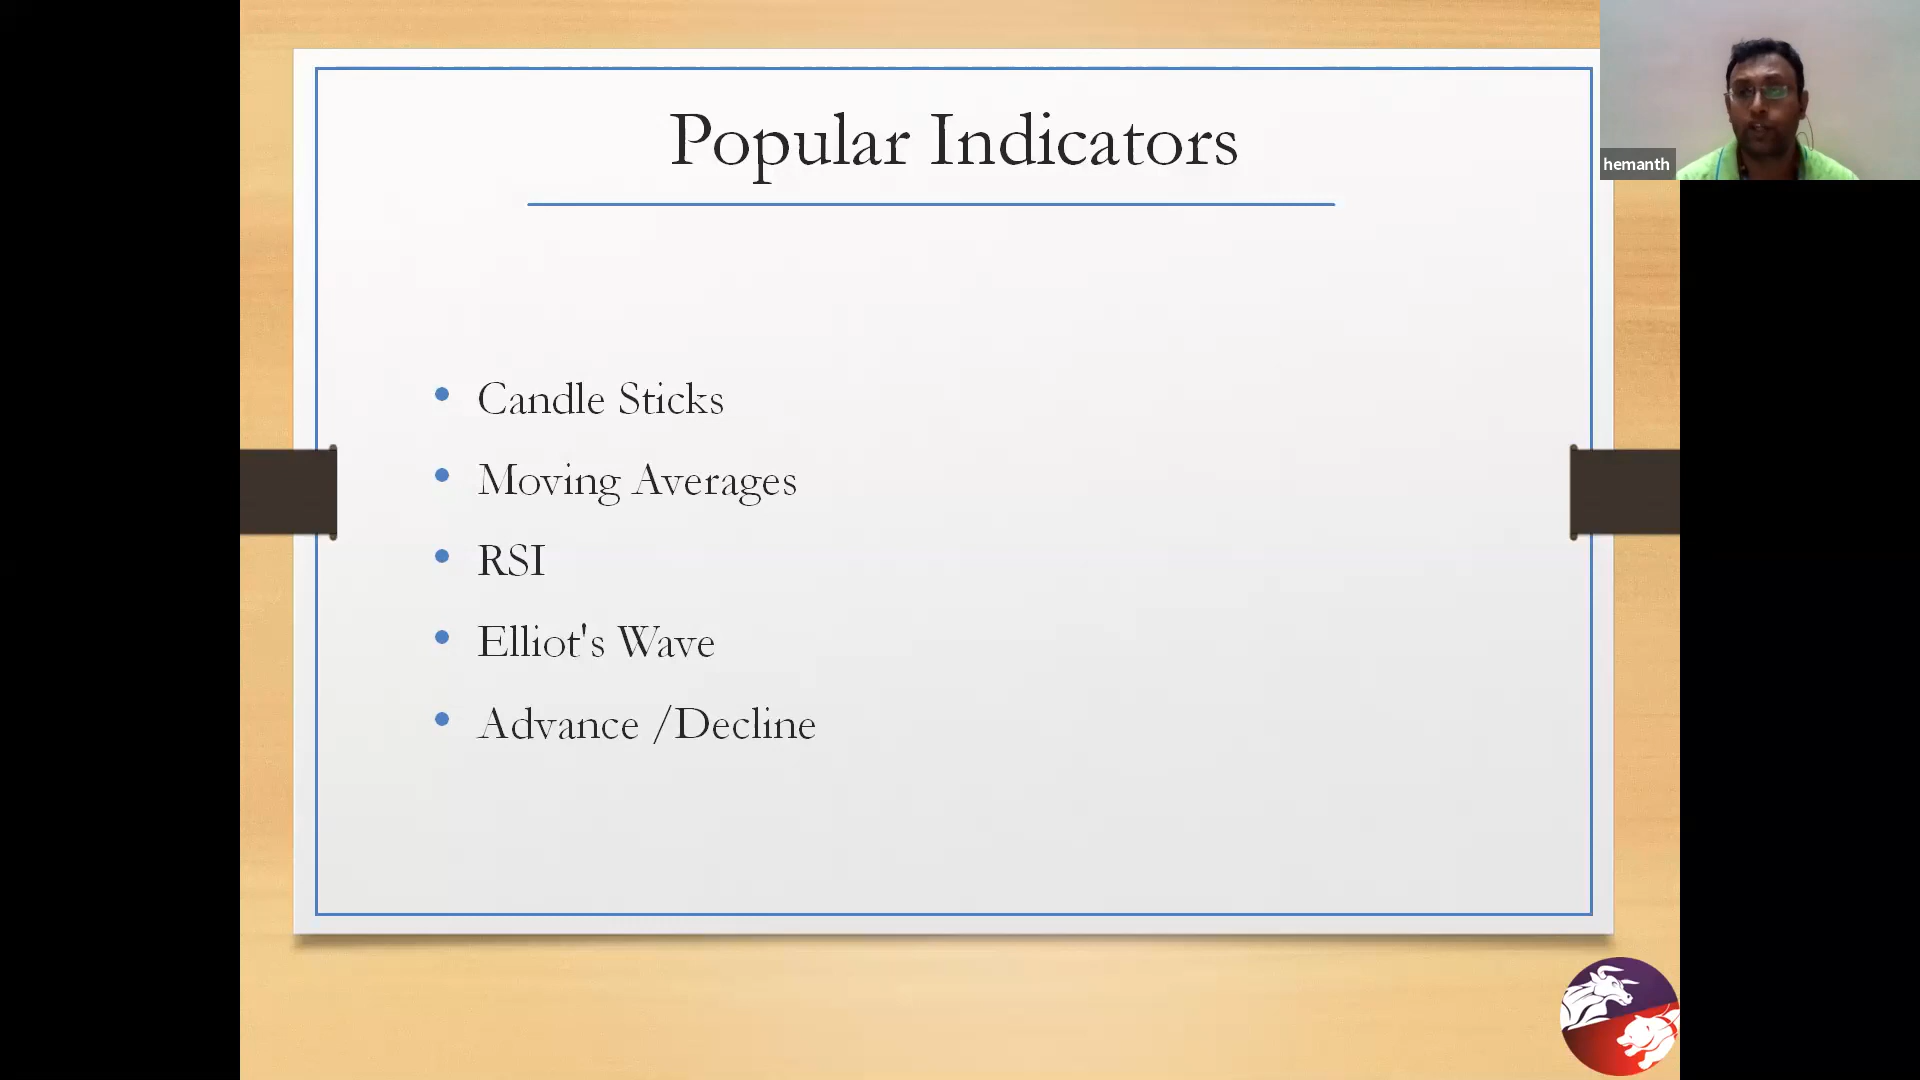 Popular Indicators
hemanth
Candle Sticks
Moving Averages
RSI
Elliot's Wave
Advance /Decline